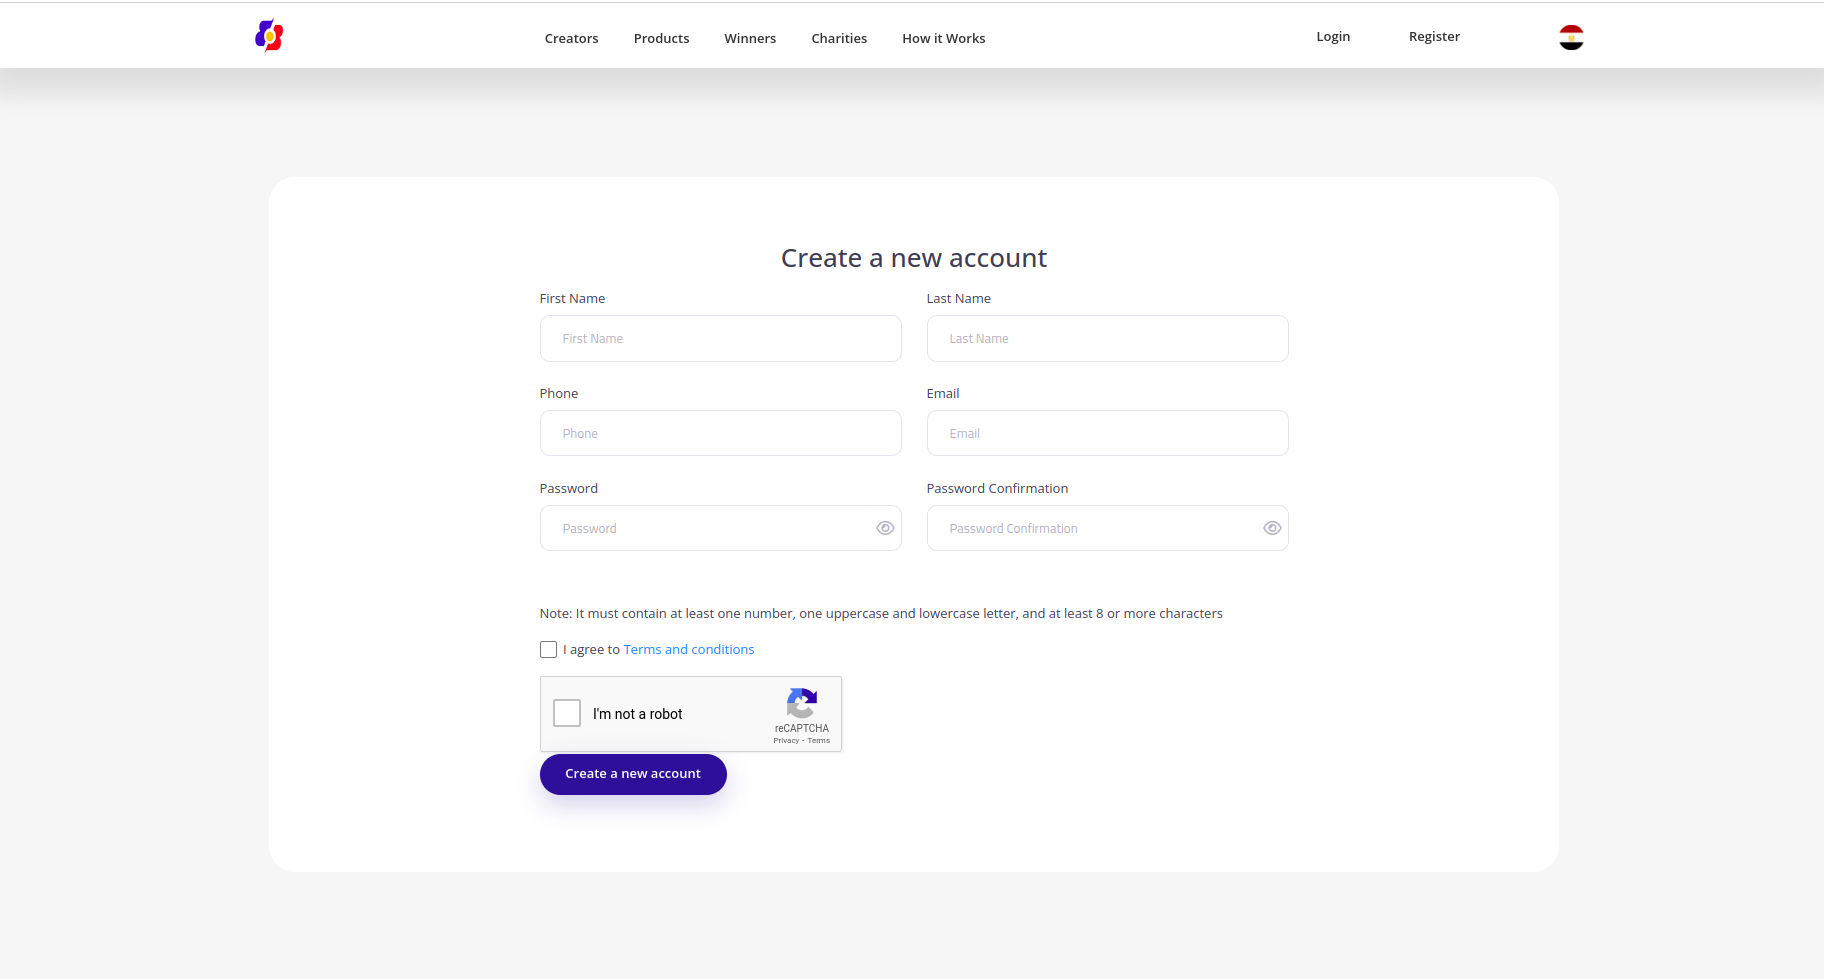 Creators Products Winners Charities How it Works Login Register
Create a new account
First Name Last Name
First Name Last Name
Phone Email
Phone Email
Password Password Confirmation
Password Password Confirmation
Note: It must contain at least one number, one uppercase and lowercase letter, and at least 8 or more characters
I agree to Terms and conditions
I'm not a robot
reCAPTCHA
Privacy - Terms
Create a new account